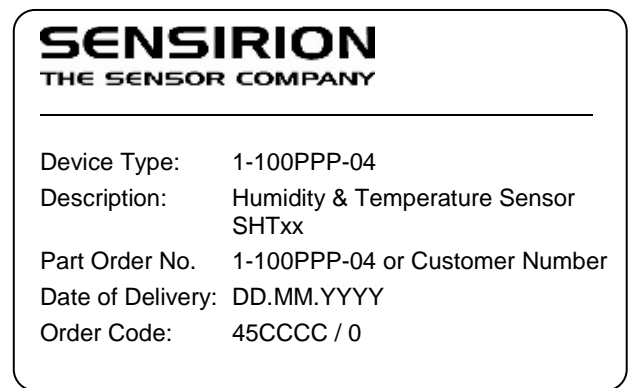 SENSIRION
THE SENSOR COMPANY
Device Type: 1-100PPP-04
Description: Humidity & Temperature Sensor
SHTxx
Part Order No. 1-100PPP-04 or Customer Number
Date of Delivery: DD.MM.YYYY
Order Code: 45CCCC / 0